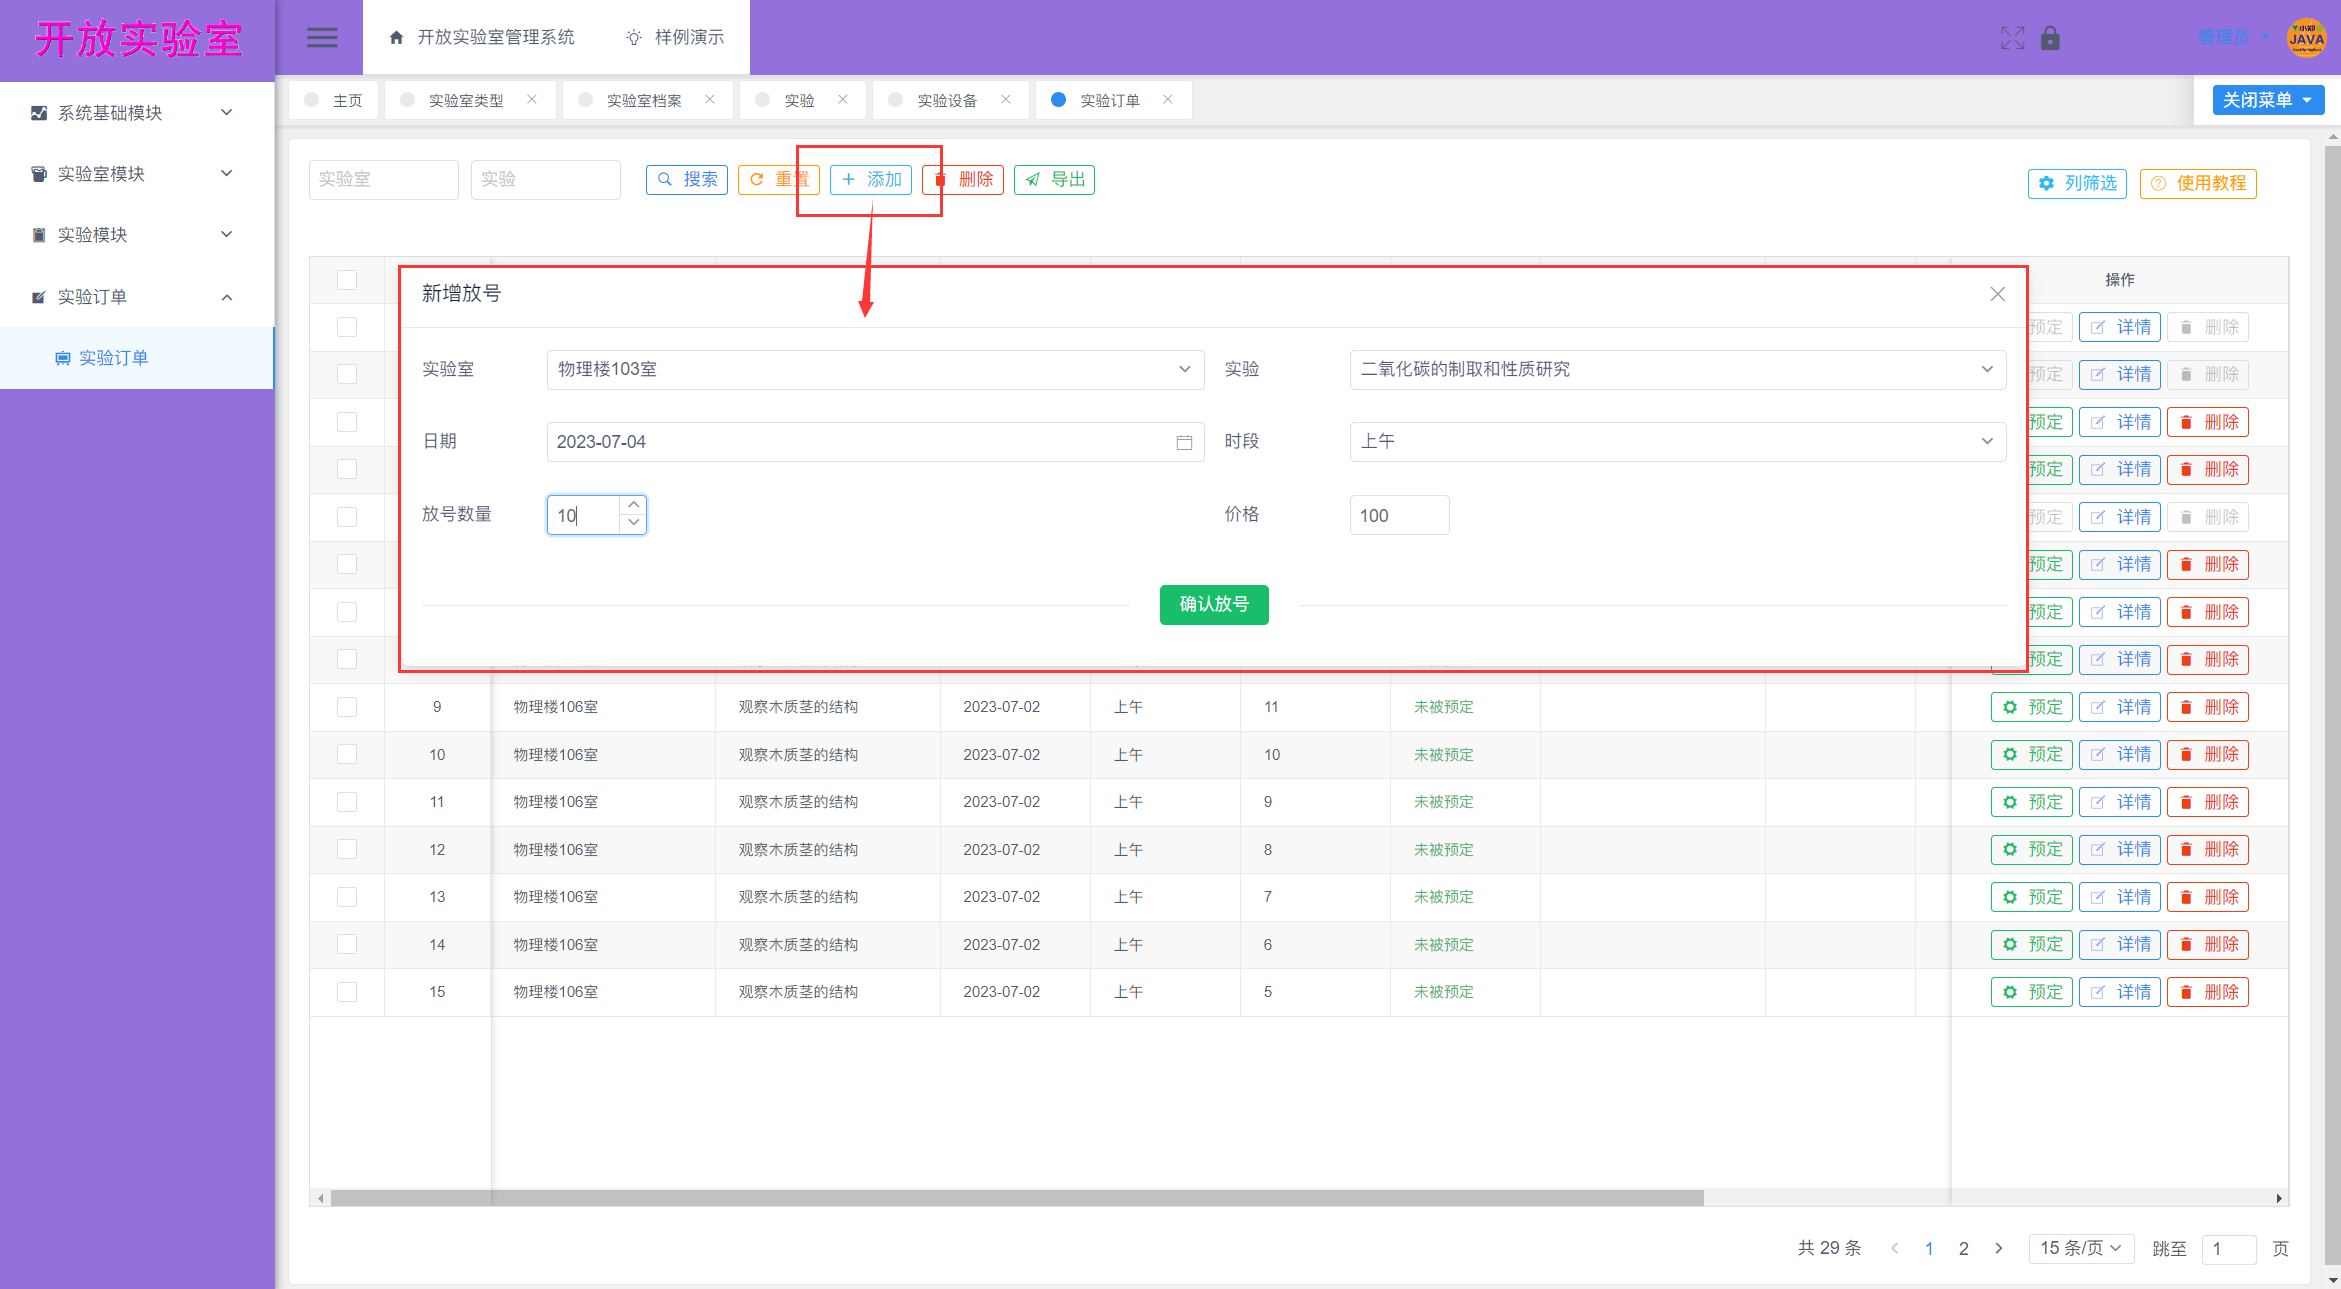 开放实验室
开放实验室管理系统
样例演示
管理员
小郑
JAVA
系统基础模块
实验室模块
实验模块
实验订单
实验订单
主页
实验室类型
实验室档案
实验
实验设备
实验订单
关闭菜单
实验室
实验
搜索
重置
添加
删除
导出
列筛选
使用教程
操作
新增放号
实验室 物理楼103室 实验 二氧化碳的制取和性质研究
日期 2023-07-04 时段 上午
放号数量 10 价格 100
确认放号
预定 详情 删除
预定 详情 删除
预定 详情 删除
预定 详情 删除
预定 详情 删除
预定 详情 删除
预定 详情 删除
预定 详情 删除
9 物理楼106室 观察木质茎的结构 2023-07-02 上午 11 未被预定 预定 详情 删除
10 物理楼106室 观察木质茎的结构 2023-07-02 上午 10 未被预定 预定 详情 删除
11 物理楼106室 观察木质茎的结构 2023-07-02 上午 9 未被预定 预定 详情 删除
12 物理楼106室 观察木质茎的结构 2023-07-02 上午 8 未被预定 预定 详情 删除
13 物理楼106室 观察木质茎的结构 2023-07-02 上午 7 未被预定 预定 详情 删除
14 物理楼106室 观察木质茎的结构 2023-07-02 上午 6 未被预定 预定 详情 删除
15 物理楼106室 观察木质茎的结构 2023-07-02 上午 5 未被预定 预定 详情 删除
共 29 条 1 2 15 条/页 跳至 1 页